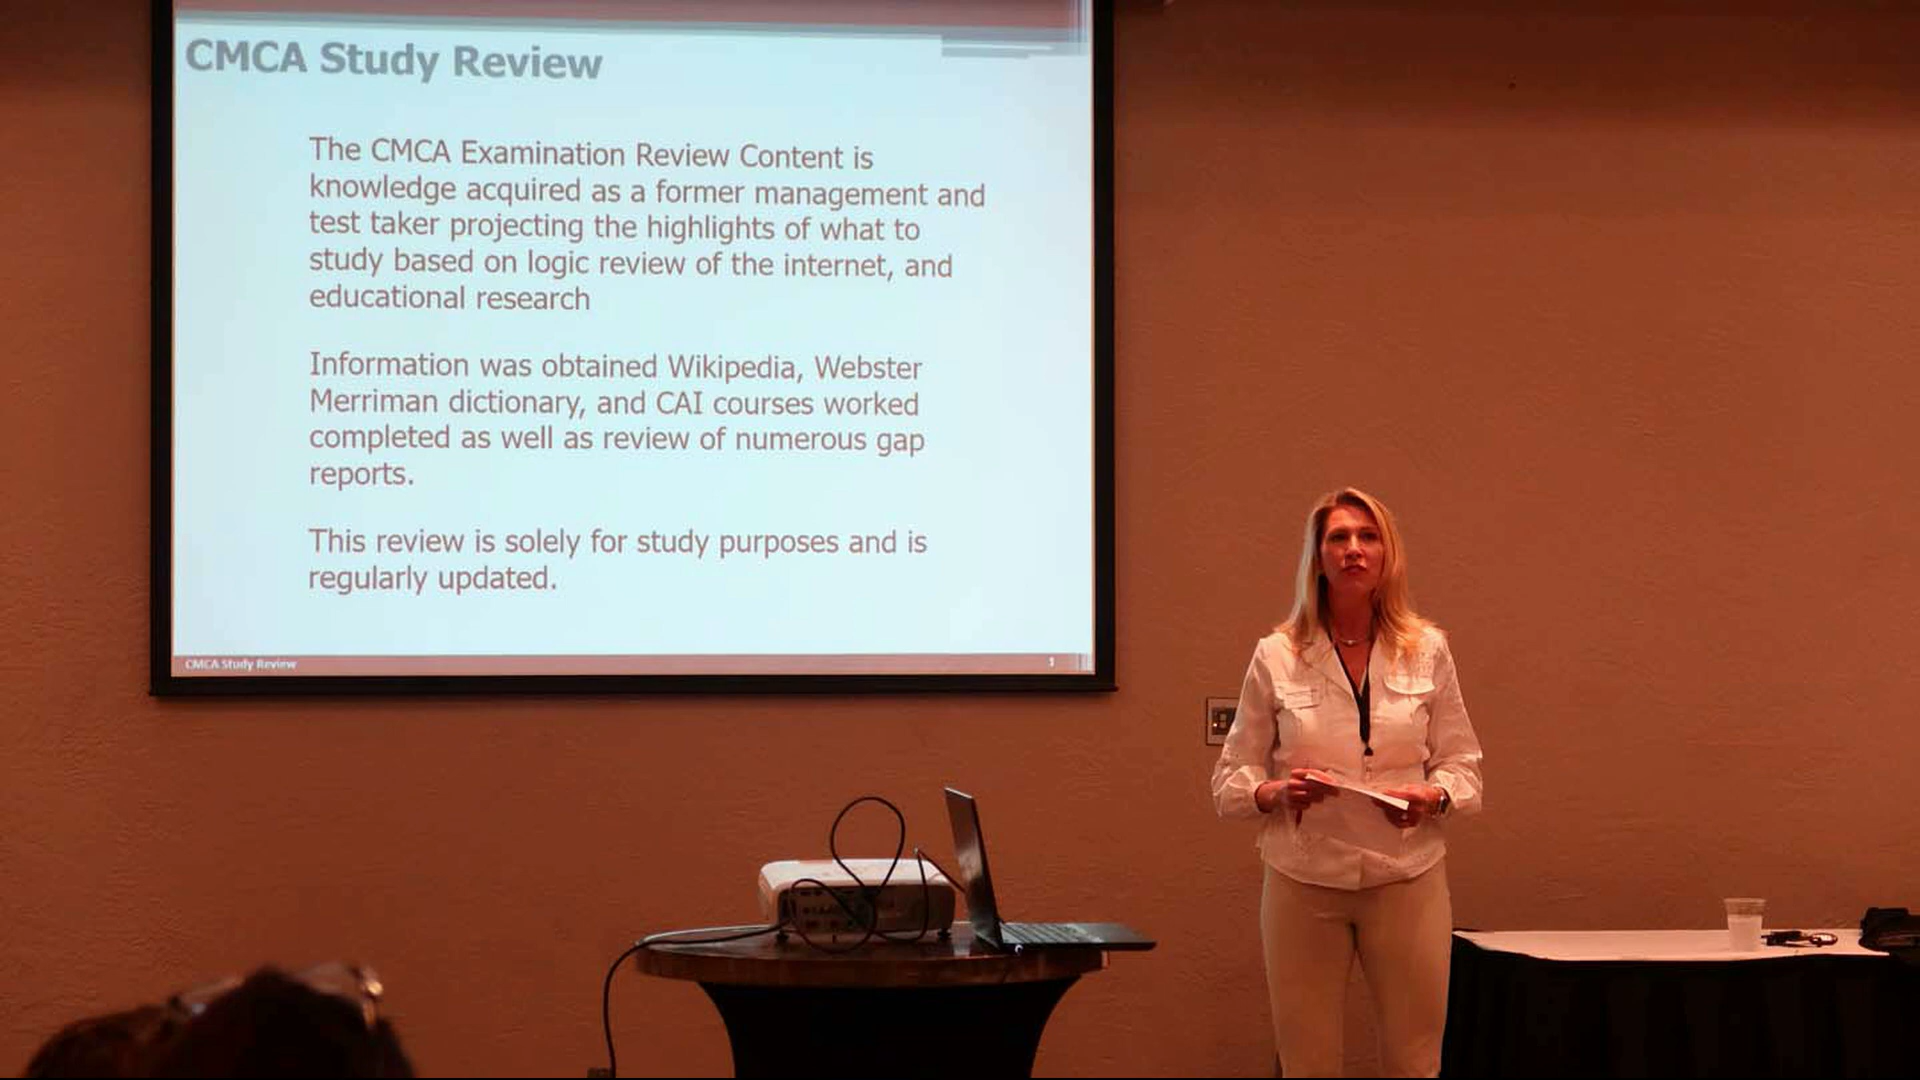 CMCA Study Review
The CMCA Examination Review Content is
knowledge acquired as a former management and
test taker projecting the highlights of what to
study based on logic review of the internet, and
educational research
Information was obtained Wikipedia, Webster
Merriman dictionary, and CAI courses worked
completed as well as review of numerous gap
reports.
This review is solely for study purposes and is
regularly updated.
CMCA Study Review
1